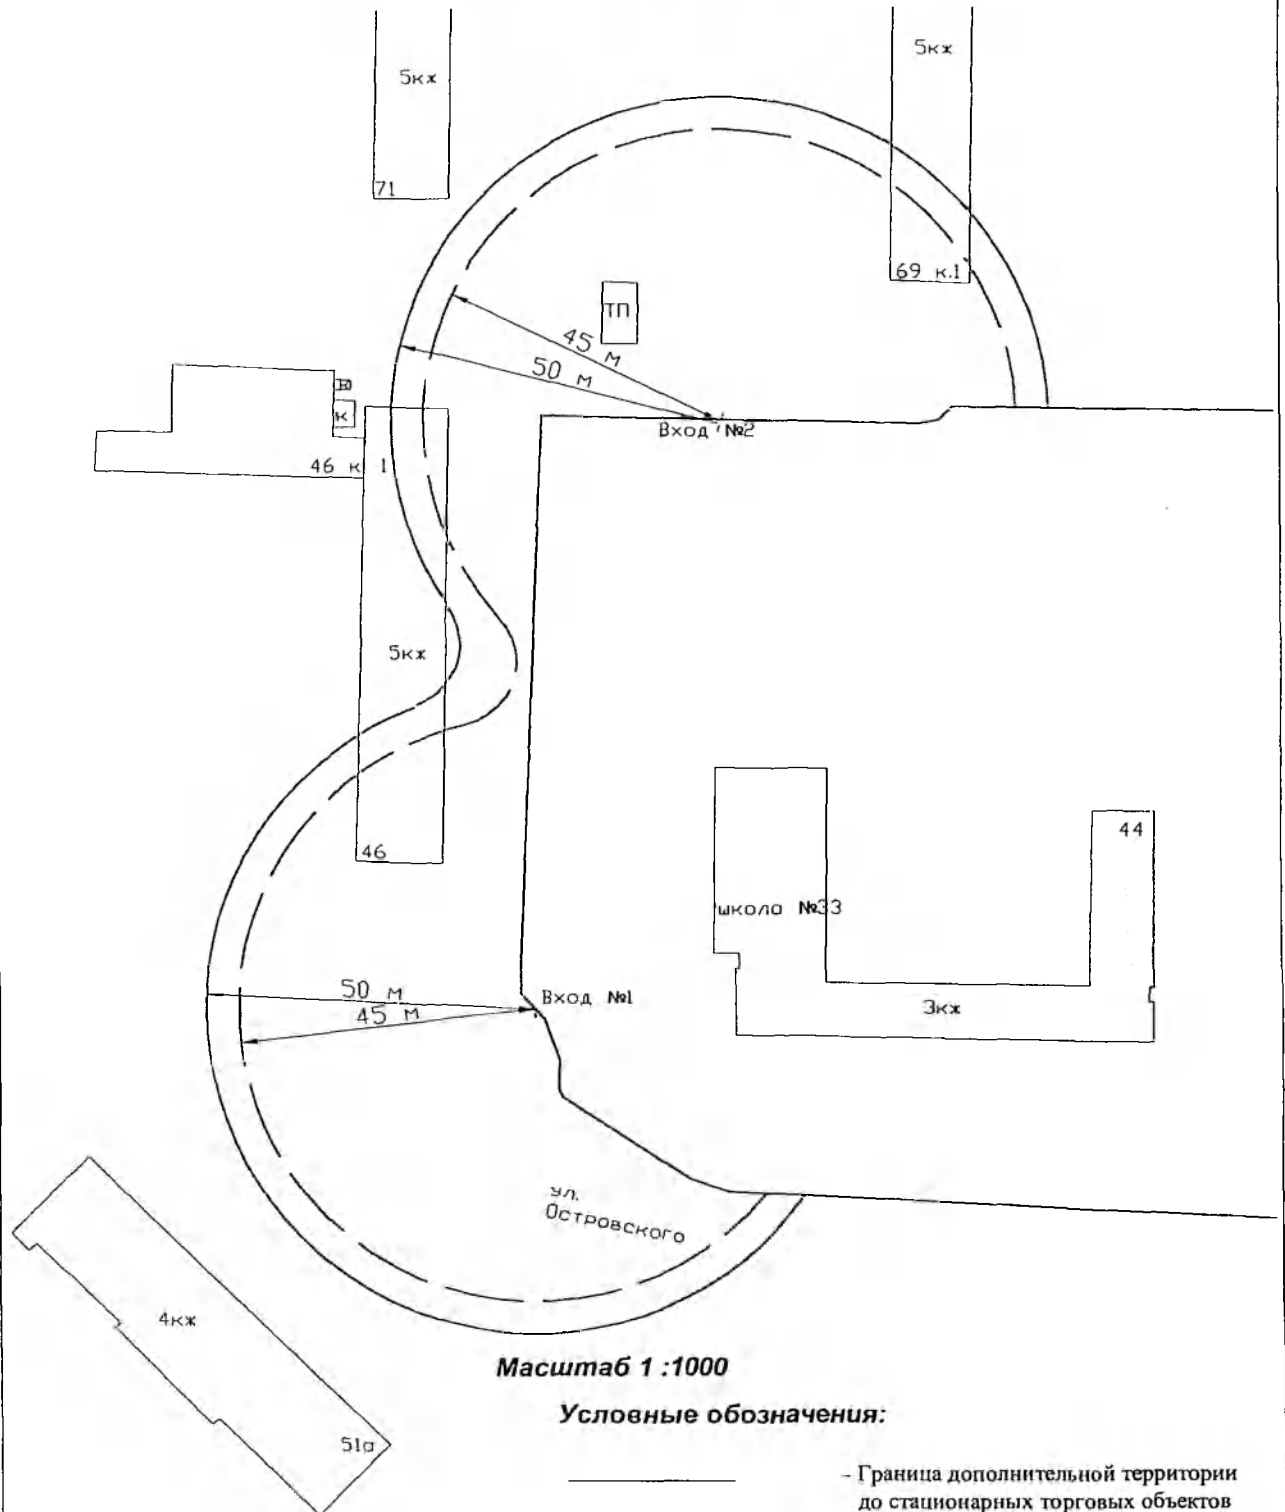 5кж
5кж
71
69 к.1
ТП
45 м
50 м
Вход №2
к
46 к 1
5кж
46
44
школа №33
50 м
Вход №1
45 м
3кж
ул.
Островского
4кж
51а
Масштаб 1 :1000
Условные обозначения:
- Граница дополнительной территории
до стационарных торговых объектов